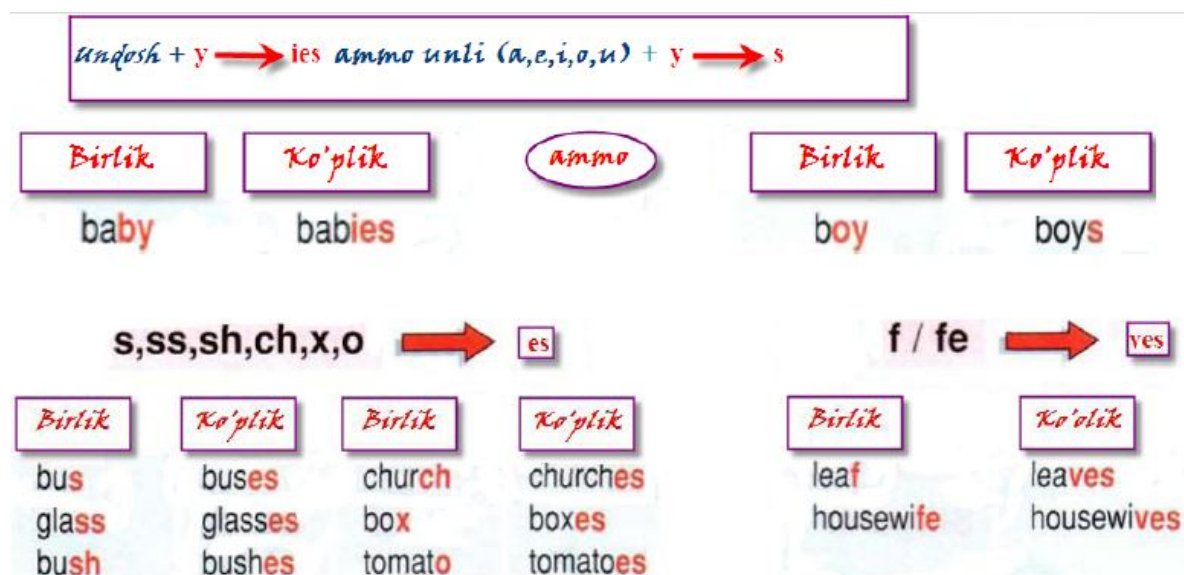 Undosh + y → ies ammo unli (a,e,i,o,u) + y → s
Birlik Ko'plik ammo Birlik Ko'plik
baby babies boy boys
s,ss,sh,ch,x,o → es f / fe → ves
Birlik Ko'plik Birlik Ko'plik Birlik Ko'olik
bus buses church churches leaf leaves
glass glasses box boxes housewife housewives
bush bushes tomato tomatoes